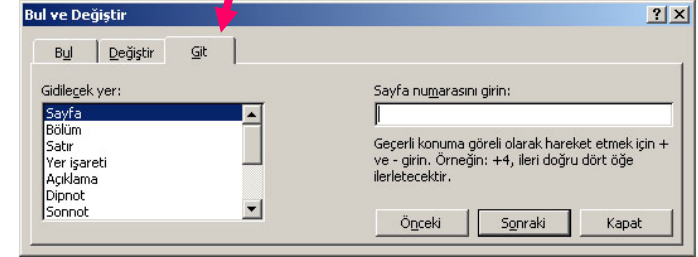 Bul ve Değiştir
Bul Değiştir Git
Gidilecek yer:
Sayfa
Bölüm
Satır
Yer işareti
Açıklama
Dipnot
Sonnot
Sayfa numarasını girin:
Geçerli konuma göreli olarak hareket etmek için +
ve - girin. Örneğin: +4, ileri doğru dört öğe
ilerletecektir.
Önceki Sonraki Kapat